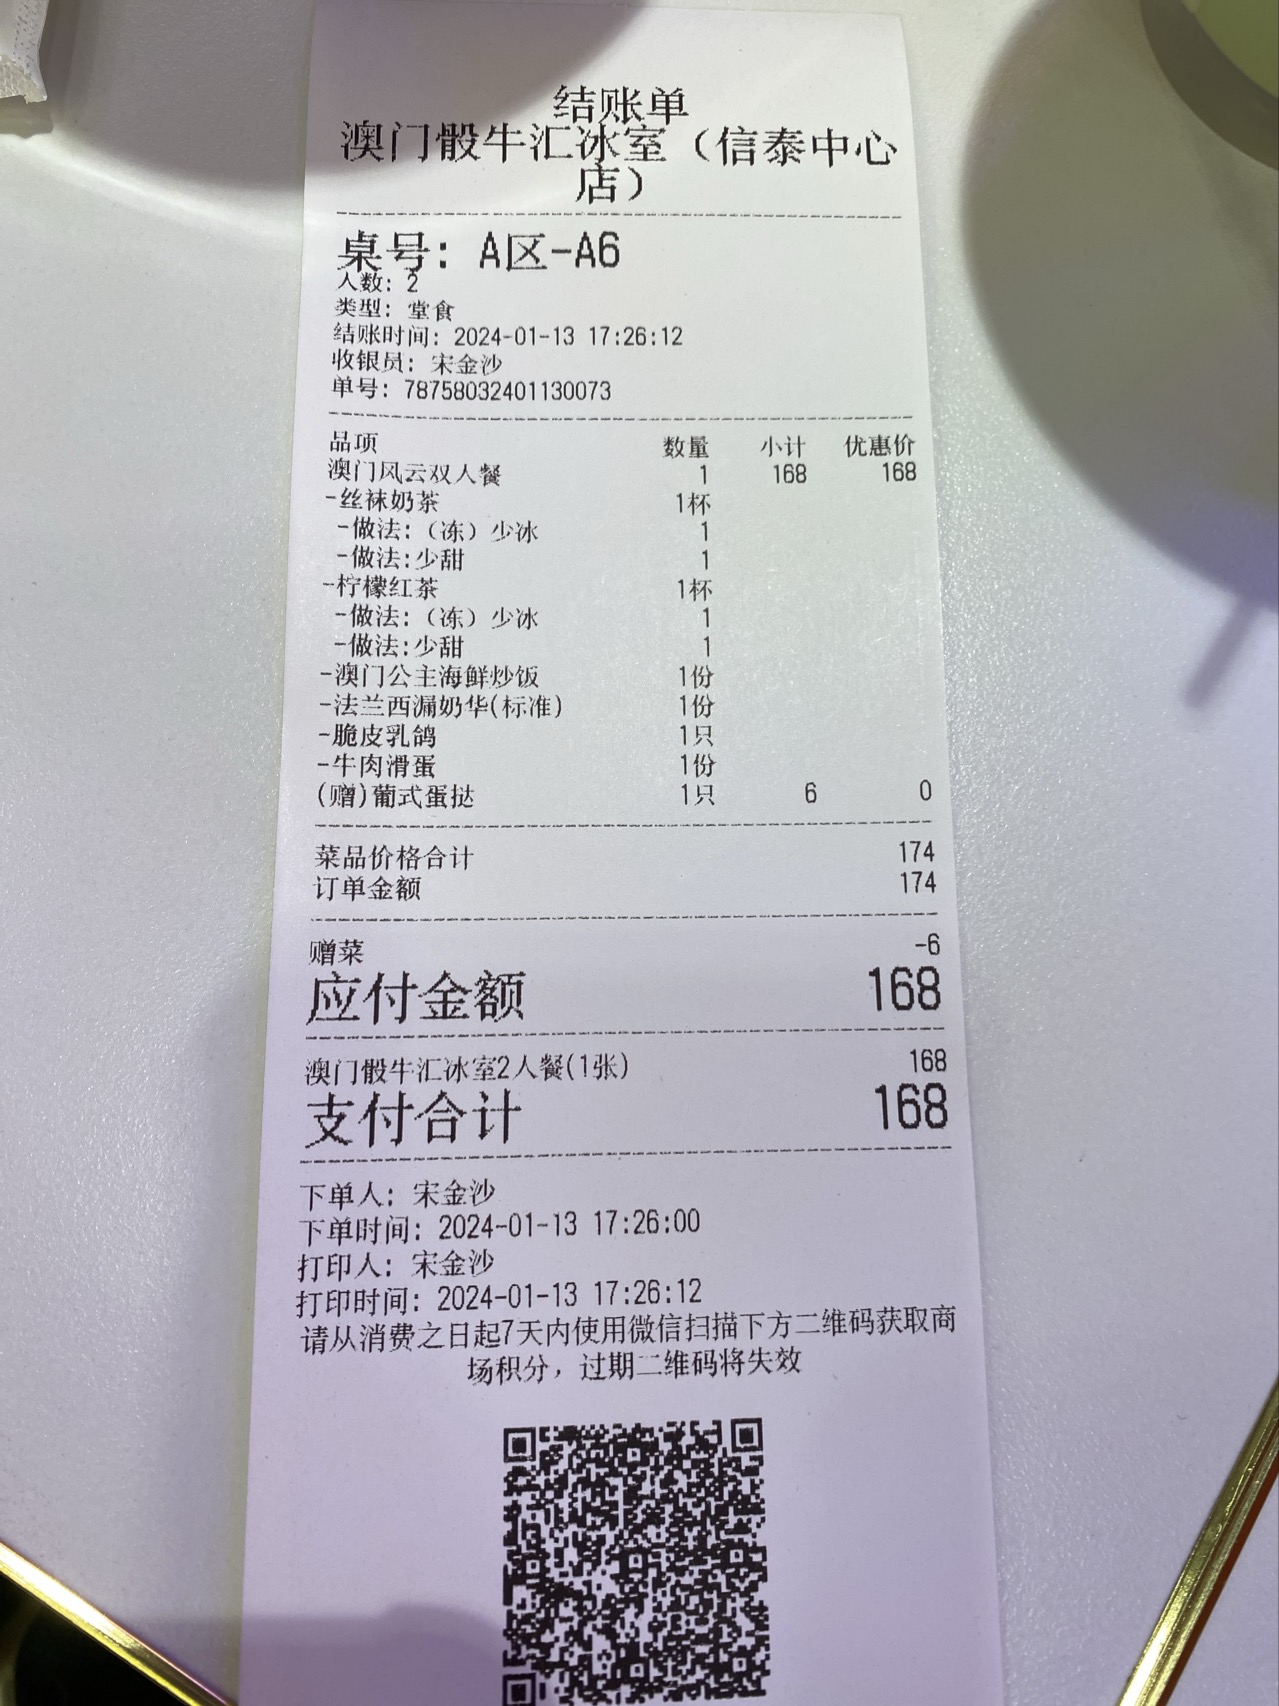 结账单
澳门骰牛汇冰室（信泰中心
店）
桌号：A区-A6
人数：2
类型：堂食
结账时间：2024-01-13 17:26:12
收银员：宋金沙
单号：78758032401130073
品项 数量 小计 优惠价
澳门风云双人餐 1 168 168
-丝袜奶茶 1杯
-做法:（冻）少冰 1
-做法:少甜 1
-柠檬红茶 1杯
-做法:（冻）少冰 1
-做法:少甜 1
-澳门公主海鲜炒饭 1份
-法兰西漏奶华(标准) 1份
-脆皮乳鸽 1只
-牛肉滑蛋 1份
(赠)葡式蛋挞 1只 6 0
菜品价格合计 174
订单金额 174
赠菜 -6
应付金额 168
澳门骰牛汇冰室2人餐(1张) 168
支付合计 168
下单人：宋金沙
下单时间：2024-01-13 17:26:00
打印人：宋金沙
打印时间：2024-01-13 17:26:12
请从消费之日起7天内使用微信扫描下方二维码获取商
场积分，过期二维码将失效